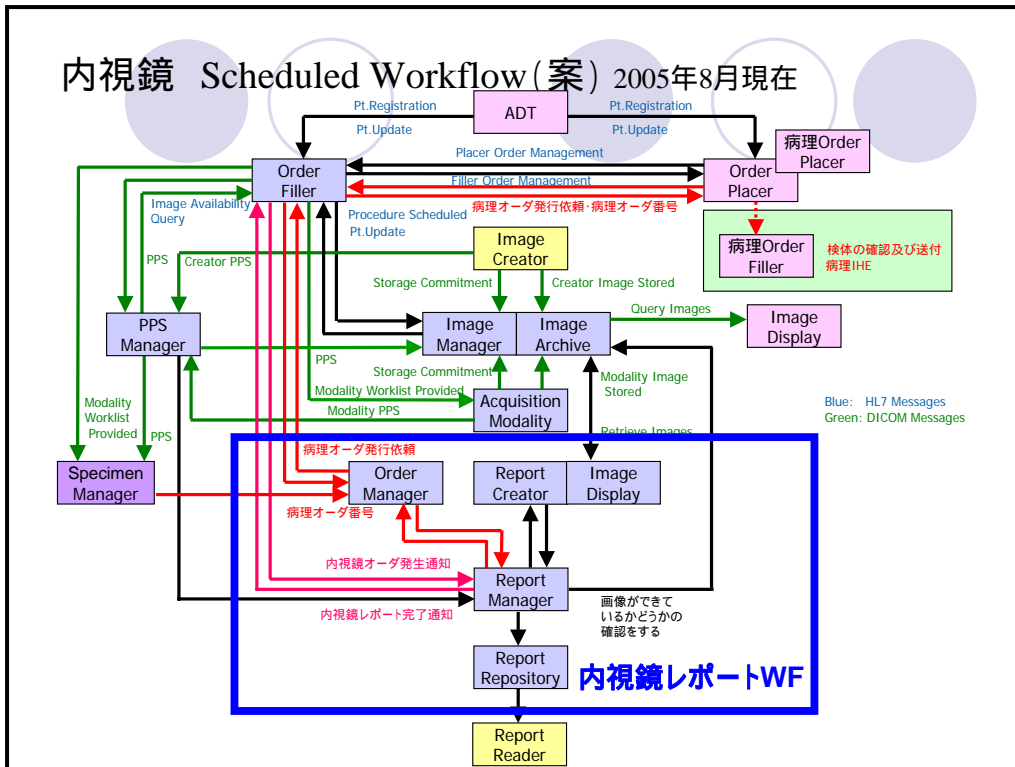 内視鏡 Scheduled Workflow(案) 2005年8月現在
Pt.Registration
Pt.Update
ADT
Pt.Registration
Pt.Update
病理Order
Placer
Order
Filler
Placer Order Management
Filler Order Management
Order
Placer
病理オーダ発行依頼・病理オーダ番号
Image Availability
Query
Procedure Scheduled
Pt.Update
Image
Creator
病理Order
Filler
検体の確認及び送付
病理IHE
PPS
Creator PPS
Storage Commitment
Creator Image Stored
PPS
Manager
Image
Manager
Image
Archive
Query Images
Image
Display
PPS
Storage Commitment
Modality Worklist Provided
Modality PPS
Acquisition
Modality
Modality Image
Stored
Blue: HL7 Messages
Green: DICOM Messages
Modality
Worklist
Provided
PPS
Retrieve Images
病理オーダ発行依頼
Specimen
Manager
Order
Manager
Report
Creator
Image
Display
病理オーダ番号
内視鏡オーダ発生通知
Report
Manager
内視鏡レポート完了通知
画像ができて
いるかどうかの
確認をする
Report
Repository
内視鏡レポートWF
Report
Reader